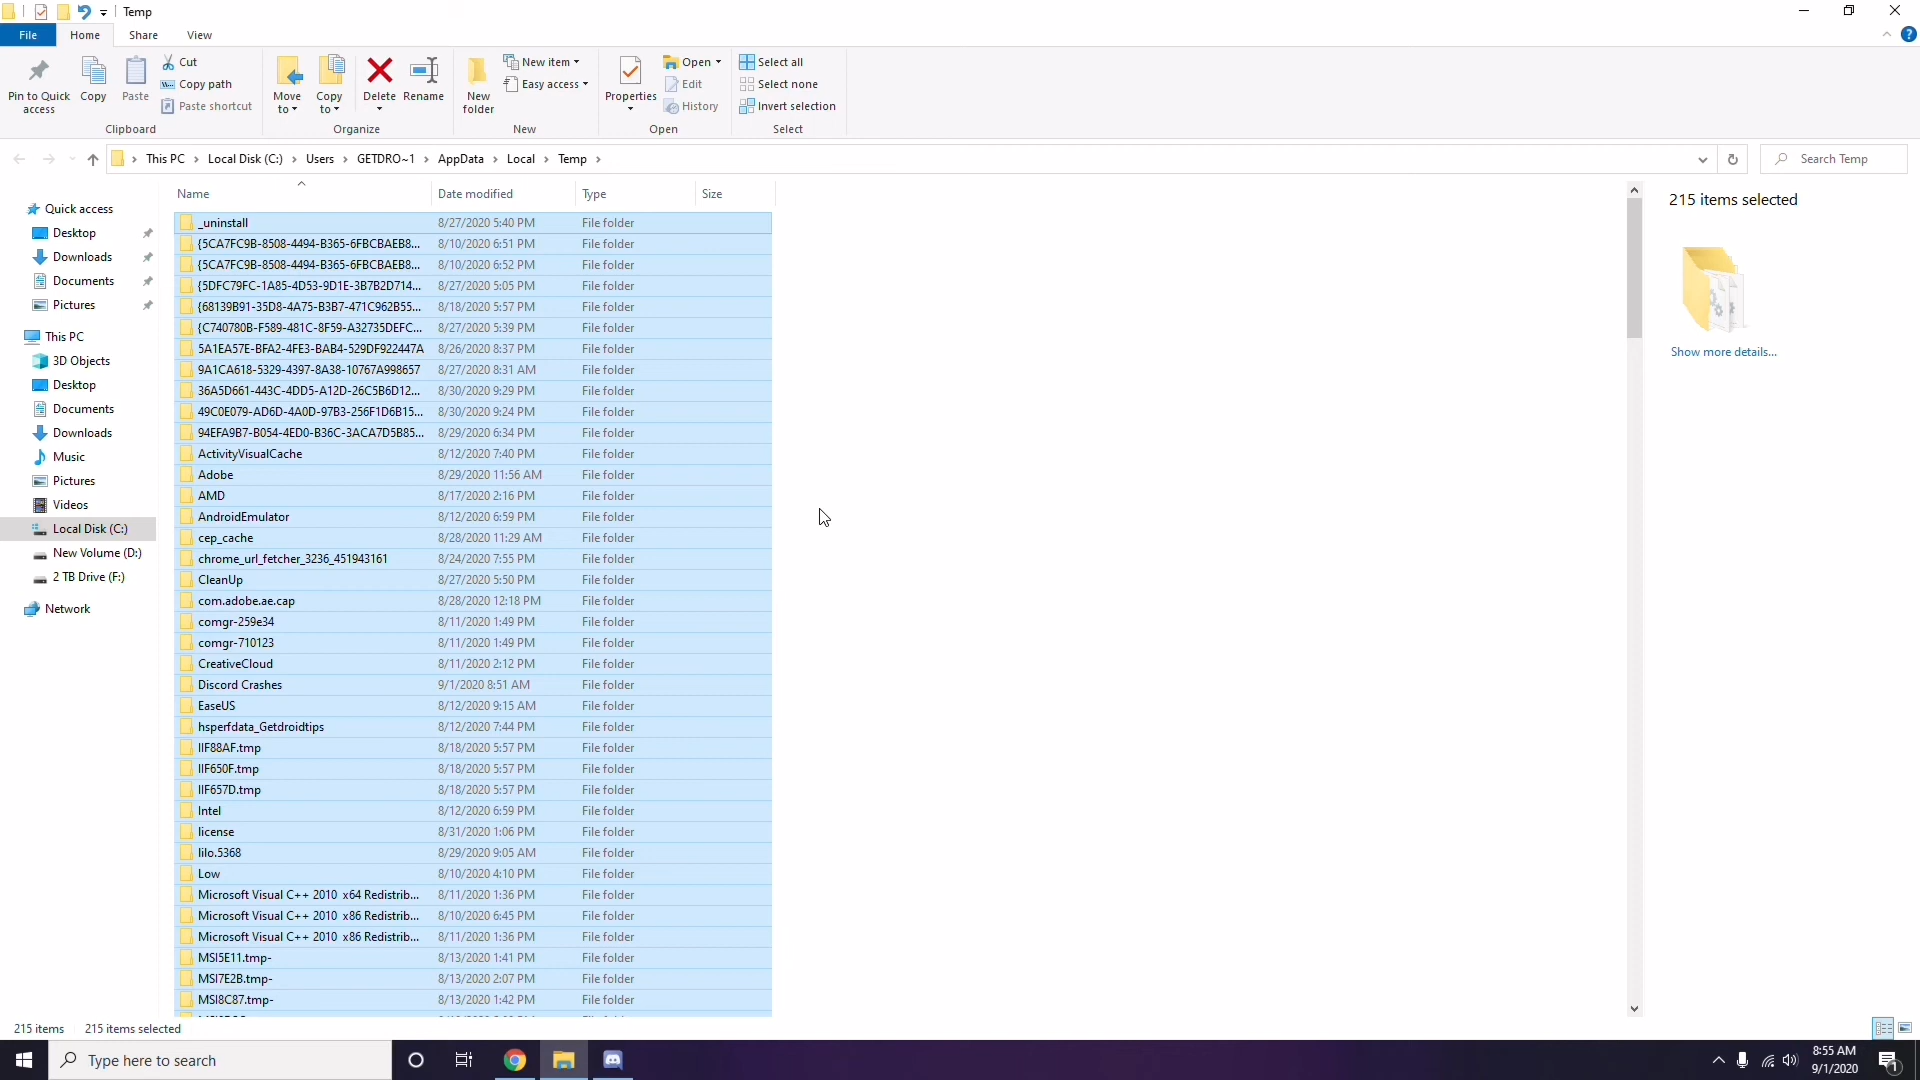 Temp
File Home Share View
Pin to Quick access
Copy
Paste
Cut
Copy path
Paste shortcut
Clipboard
Move to
Copy to
Delete
Rename
Organize
New folder
New item
Easy access
New
Properties
Open
Edit
History
Open
Select all
Select none
Invert selection
Select
This PC › Local Disk (C:) › Users › GETDRO~1 › AppData › Local › Temp ›
Search Temp
Quick access
Desktop
Downloads
Documents
Pictures
This PC
3D Objects
Desktop
Documents
Downloads
Music
Pictures
Videos
Local Disk (C:)
New Volume (D:)
2 TB Drive (F:)
Network
Name Date modified Type Size
_uninstall 8/27/2020 5:40 PM File folder
{5CA7FC9B-8508-4494-B365-6FBCBAEB8... 8/10/2020 6:51 PM File folder
{5CA7FC9B-8508-4494-B365-6FBCBAEB8... 8/10/2020 6:52 PM File folder
{5DFC79FC-1A85-4D53-9D1E-3B7B2D714... 8/27/2020 5:05 PM File folder
{68139B91-35D8-4A75-B3B7-471C962B55... 8/18/2020 5:57 PM File folder
{C740780B-F589-481C-8F59-A32735DEFC... 8/27/2020 5:39 PM File folder
5A1EA57E-BFA2-4FE3-BAB4-529DF922447A 8/26/2020 8:37 PM File folder
9A1CA618-5329-4397-8A38-10767A998657 8/27/2020 8:31 AM File folder
36A5D661-443C-4DD5-A12D-26C5B6D12... 8/30/2020 9:29 PM File folder
49C0E079-AD6D-4A0D-97B3-256F1D6B15... 8/30/2020 9:24 PM File folder
94EFA9B7-B054-4ED0-B36C-3ACA7D5B85... 8/29/2020 6:34 PM File folder
ActivityVisualCache 8/12/2020 7:40 PM File folder
Adobe 8/29/2020 11:56 AM File folder
AMD 8/17/2020 2:16 PM File folder
AndroidEmulator 8/12/2020 6:59 PM File folder
cep_cache 8/28/2020 11:29 AM File folder
chrome_url_fetcher_3236_451943161 8/24/2020 7:55 PM File folder
CleanUp 8/27/2020 5:50 PM File folder
com.adobe.ae.cap 8/28/2020 12:18 PM File folder
comgr-259e34 8/11/2020 1:49 PM File folder
comgr-710123 8/11/2020 1:49 PM File folder
CreativeCloud 8/11/2020 2:12 PM File folder
Discord Crashes 9/1/2020 8:51 AM File folder
EaseUS 8/12/2020 9:15 AM File folder
hsperfdata_Getdroidtips 8/12/2020 7:44 PM File folder
IIF88AF.tmp 8/18/2020 5:57 PM File folder
IIF650F.tmp 8/18/2020 5:57 PM File folder
IIF657D.tmp 8/18/2020 5:57 PM File folder
Intel 8/12/2020 6:59 PM File folder
license 8/31/2020 1:06 PM File folder
lilo.5368 8/29/2020 9:05 AM File folder
Low 8/10/2020 4:10 PM File folder
Microsoft Visual C++ 2010 x64 Redistrib... 8/11/2020 1:36 PM File folder
Microsoft Visual C++ 2010 x86 Redistrib... 8/10/2020 6:45 PM File folder
Microsoft Visual C++ 2010 x86 Redistrib... 8/11/2020 1:36 PM File folder
MSI5E11.tmp- 8/13/2020 1:41 PM File folder
MSI7E2B.tmp- 8/13/2020 2:07 PM File folder
MSI8C87.tmp- 8/13/2020 1:42 PM File folder
215 items selected
Show more details...
215 items 215 items selected
Type here to search
8:55 AM
9/1/2020
1